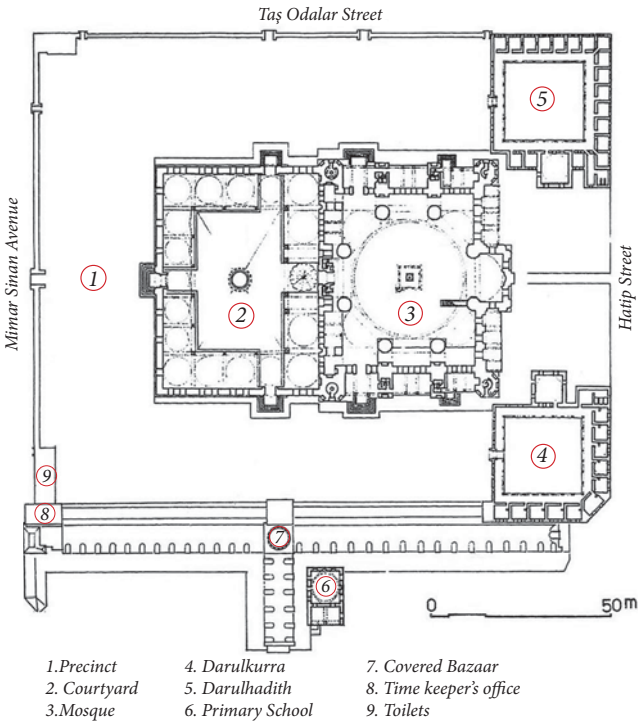 Taş Odalar Street
5
Mimar Sinan Avenue
1
2
3
Hatip Street
4
9
8
7
6
0 50 m
1.Precinct
2. Courtyard
3.Mosque
4. Darulkurra
5. Darulhadith
6. Primary School
7. Covered Bazaar
8. Time keeper's office
9. Toilets